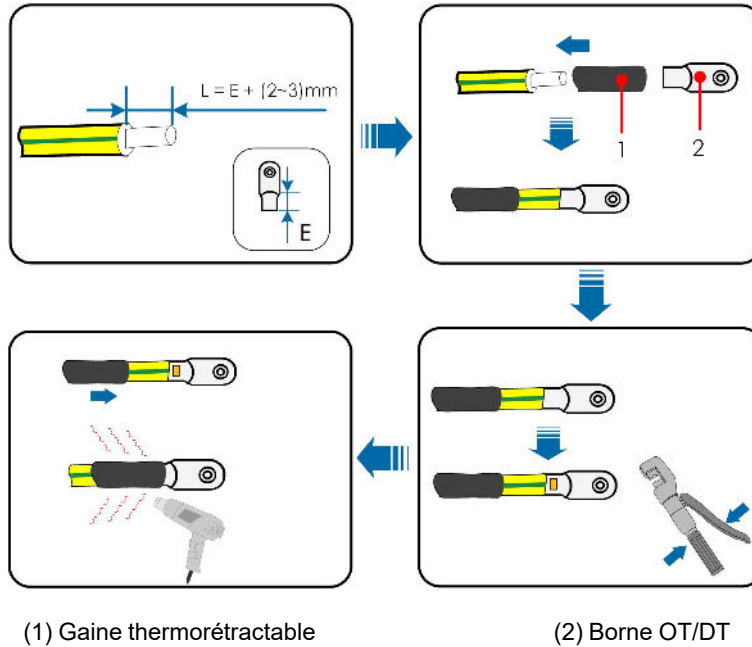 L = E + (2~3)mm
E
1
2
(1) Gaine thermorétractable
(2) Borne OT/DT